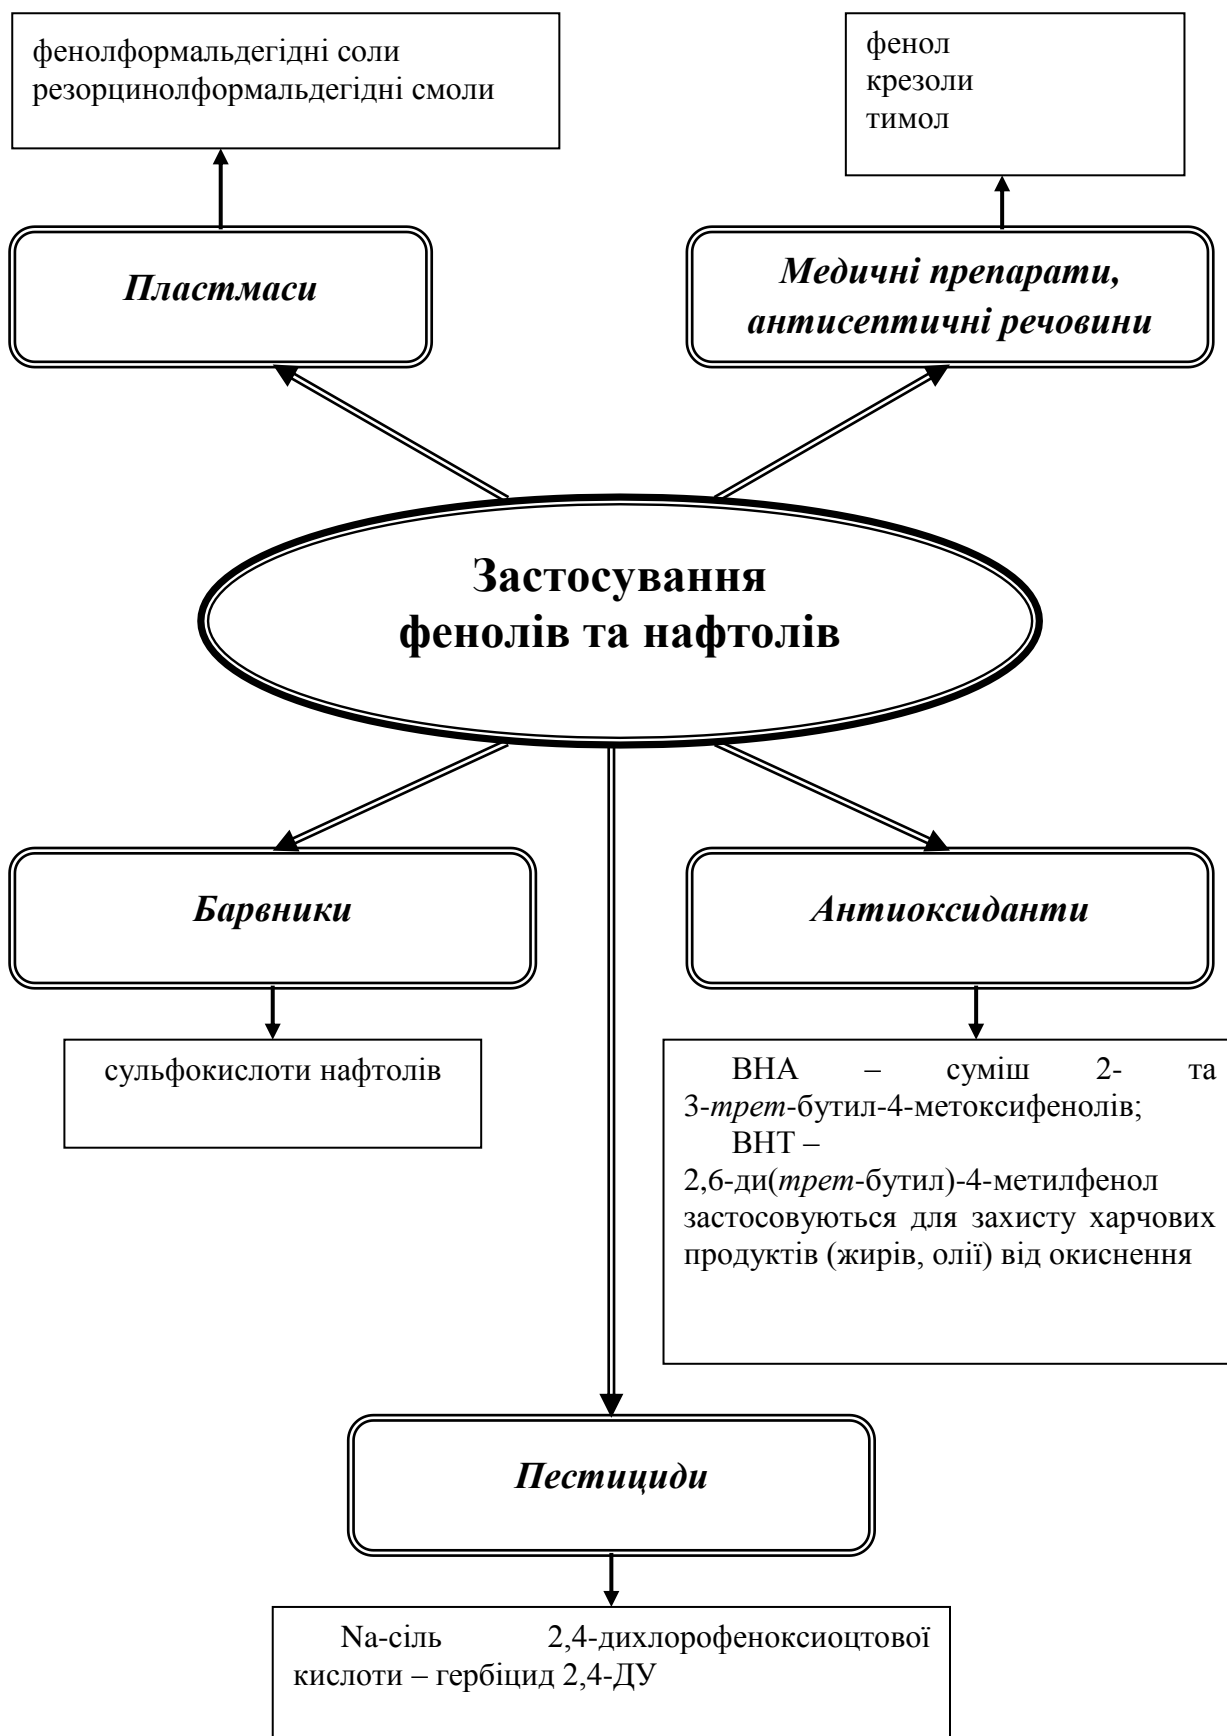 фенолформальдегідні соли
резорцинолформальдегідні смоли
фенол
крезоли
тимол
Пластмаси
Медичні препарати,
антисептичні речовини
Застосування
фенолів та нафтолів
Барвники
Антиоксиданти
сульфокислоти нафтолів
ВНА – суміш 2- та
3-трет-бутил-4-метоксифенолів;
ВНТ –
2,6-ди(трет-бутил)-4-метилфенол
застосовуються для захисту харчових
продуктів (жирів, олії) від окиснення
Пестициди
Na-сіль 2,4-дихлорофеноксиоцтової
кислоти – гербіцид 2,4-ДУ